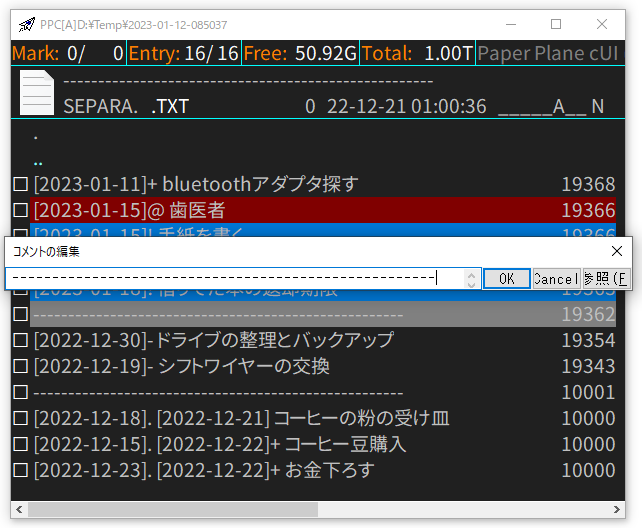 PPC[A]D:¥Temp¥2023-01-12-085037
Mark: 0/ 0 Entry: 16/ 16 Free: 50.92G Total: 1.00T Paper Plane cUI
-----------------------------------------------------
SEPARA. .TXT 0 22-12-21 01:00:36 _____A__ N
.
..
[2023-01-11]+ bluetoothアダプタ探す 19368
[2023-01-15]@ 歯医者 19366
[2023-01-15]! 手紙を書く 19366
コメントの編集
-----------------------------------------------------
OK Cancel 参照(F
[2023-01-18]. 借りてた本の返却期限 19363
----------------------------------------------------- 19362
[2022-12-30]- ドライブの整理とバックアップ 19354
[2022-12-19]- シフトワイヤーの交換 19343
----------------------------------------------------- 10001
[2022-12-18]. [2022-12-21] コーヒーの粉の受け皿 10000
[2022-12-15]. [2022-12-22]+ コーヒー豆購入 10000
[2022-12-23]. [2022-12-22]+ お金下ろす 10000